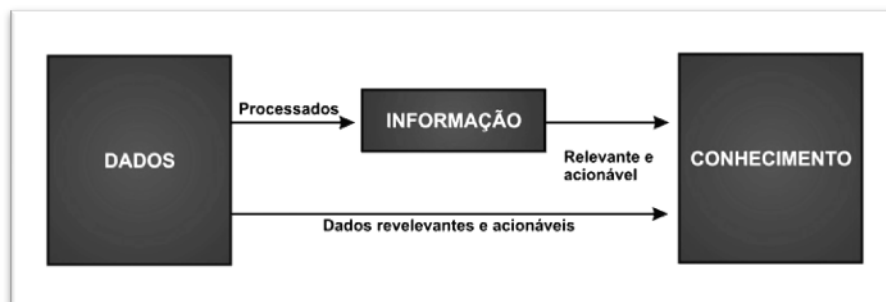 Processados
DADOS
INFORMAÇÃO
Relevante e
acionável
CONHECIMENTO
Dados revelevantes e acionáveis